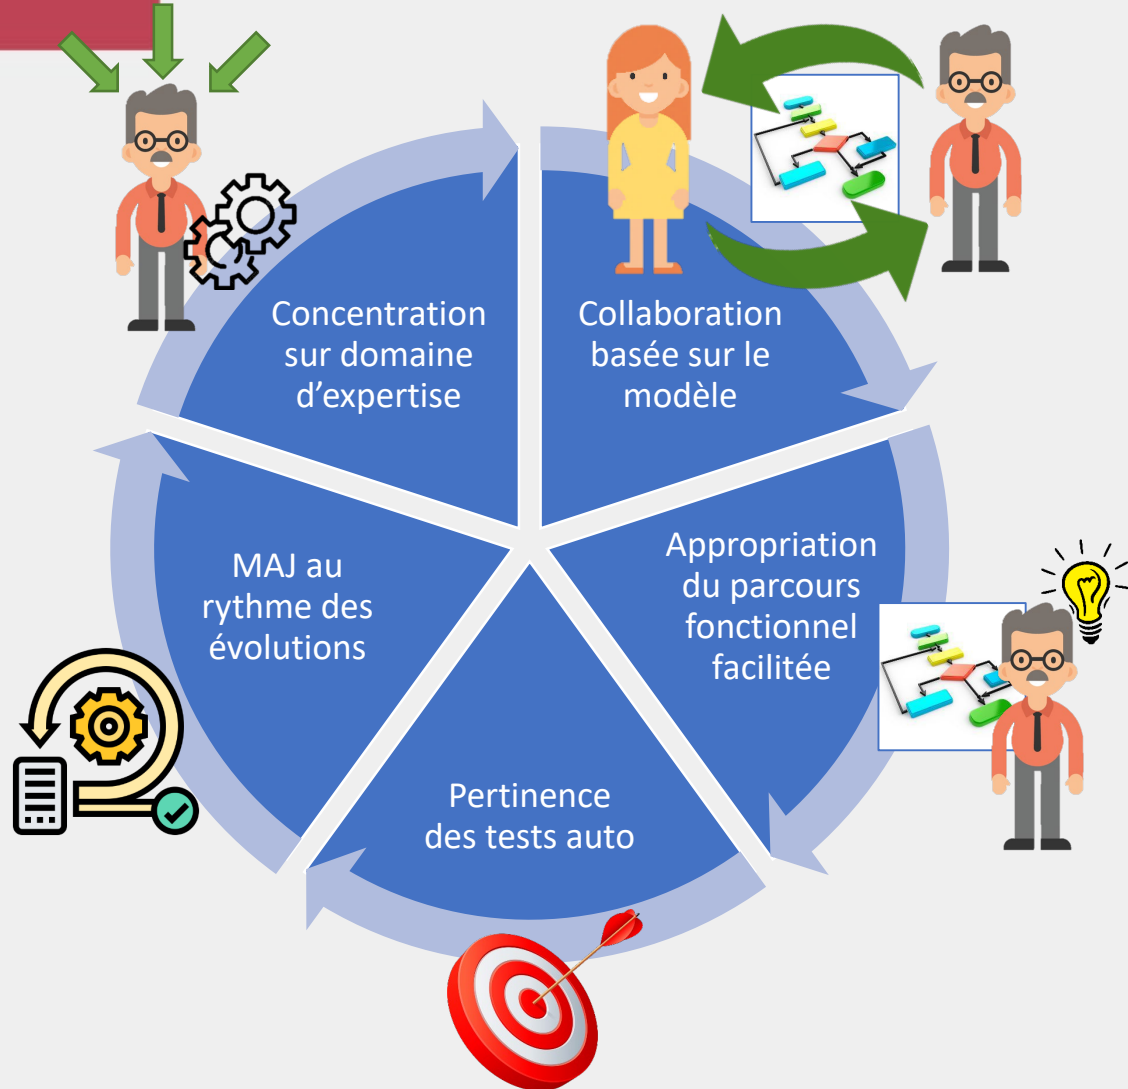 Concentration
sur domaine
d’expertise
Collaboration
basée sur le
modèle
Appropriation
du parcours
fonctionnel
facilitée
Pertinence
des tests auto
MAJ au
rythme des
évolutions